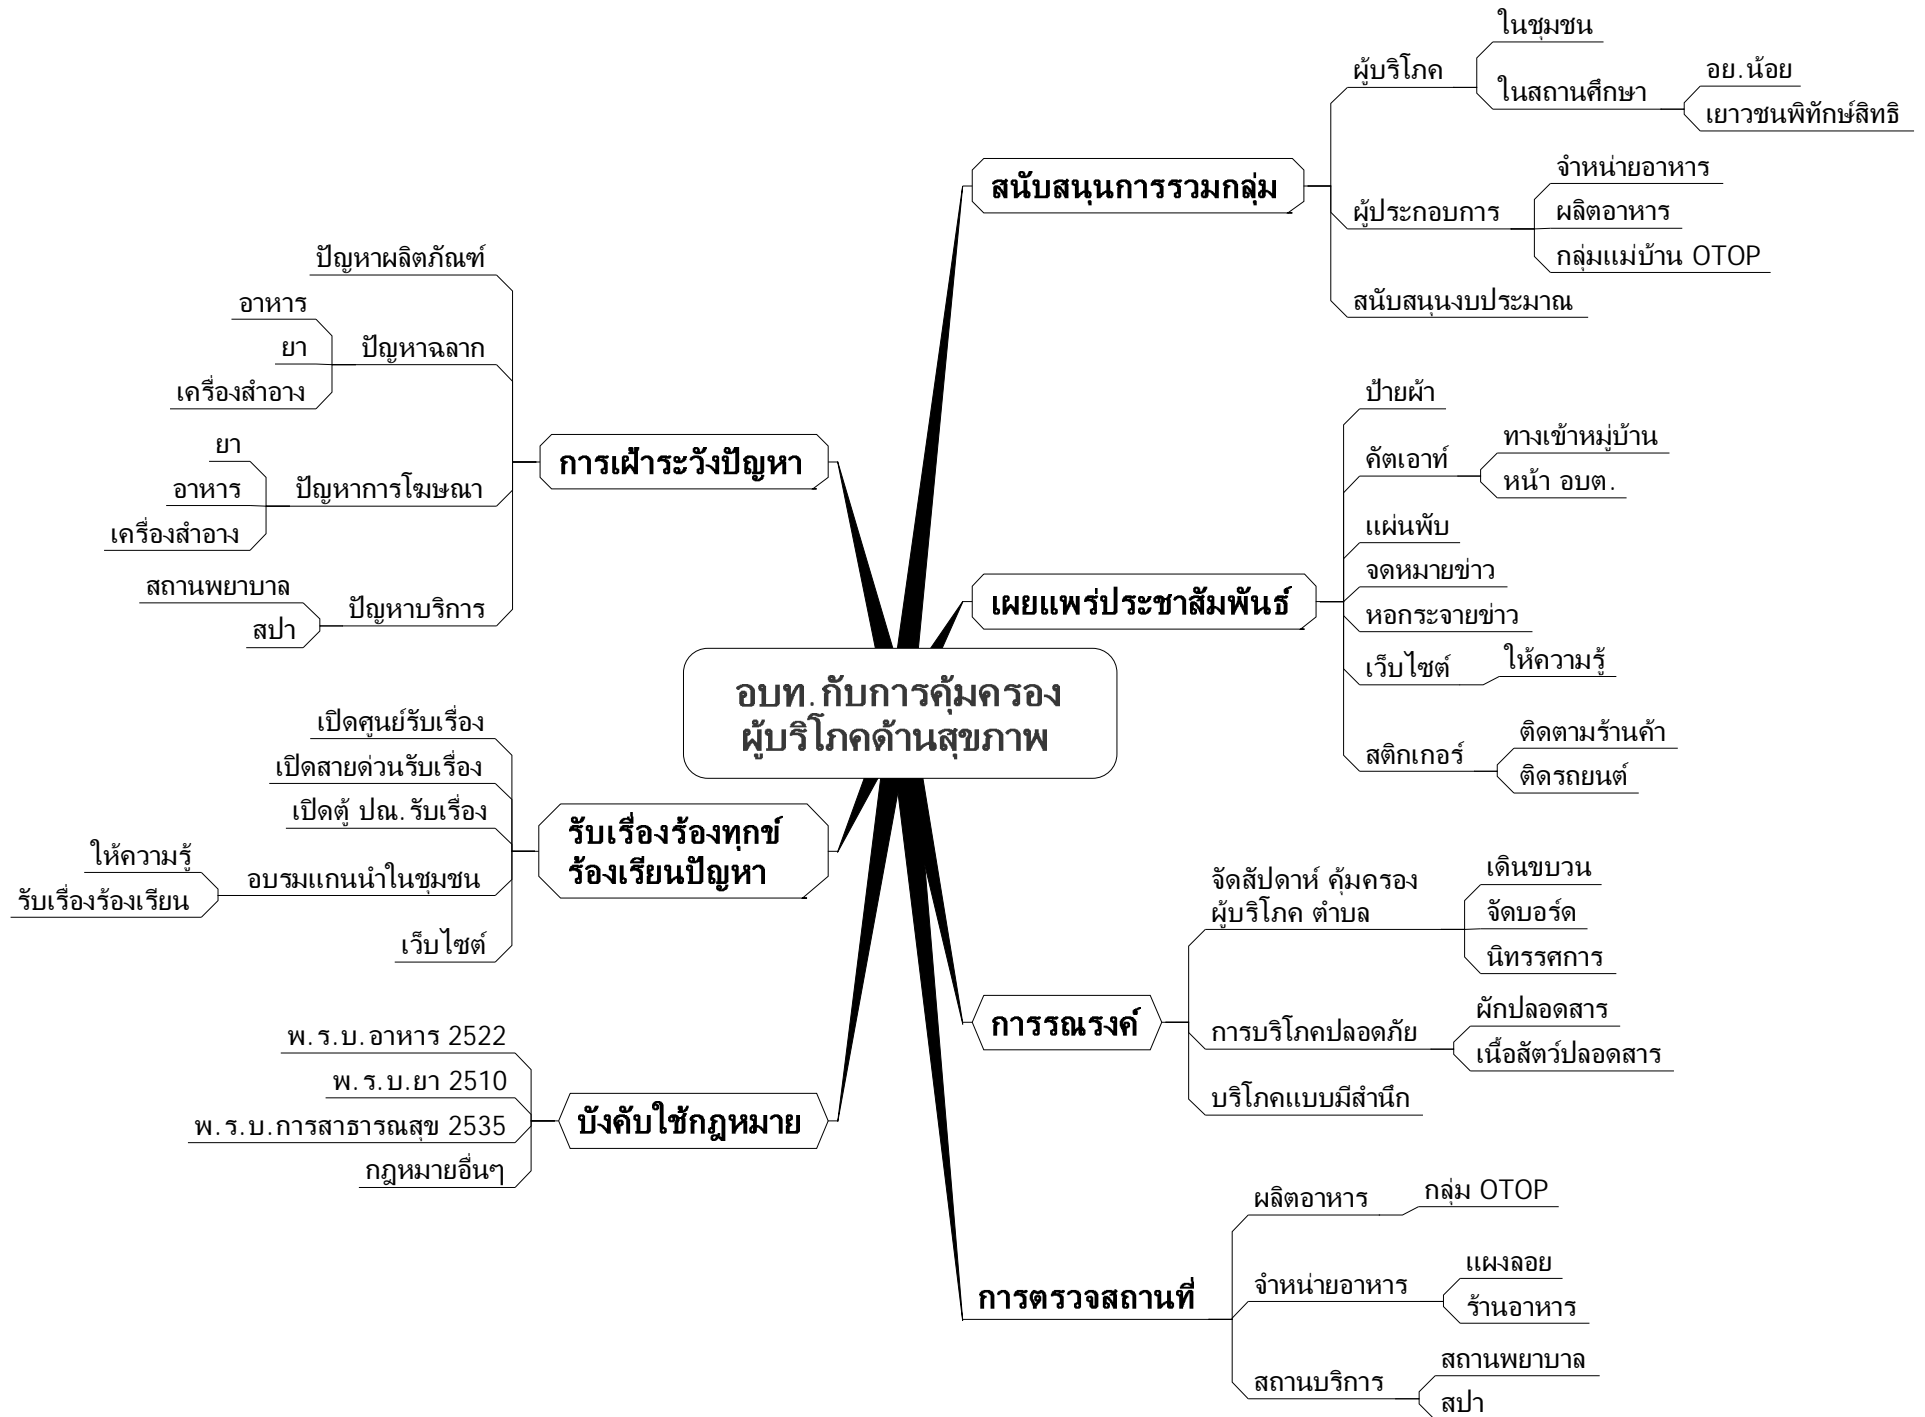 อบท.กับการคุ้มครอง
ผู้บริโภคด้านสุขภาพ
สนับสนุนการรวมกลุ่ม
ผู้บริโภค
ในชุมชน
ในสถานศึกษา
อย.น้อย
เยาวชนพิทักษ์สิทธิ
ผู้ประกอบการ
จำหน่ายอาหาร
ผลิตอาหาร
กลุ่มแม่บ้าน OTOP
สนับสนุนงบประมาณ
เผยแพร่ประชาสัมพันธ์
ป้ายผ้า
คัตเอาท์
ทางเข้าหมู่บ้าน
หน้า อบต.
แผ่นพับ
จดหมายข่าว
หอกระจายข่าว
เว็บไซต์
ให้ความรู้
สติกเกอร์
ติดตามร้านค้า
ติดรถยนต์
การรณรงค์
จัดสัปดาห์ คุ้มครอง
ผู้บริโภค ตำบล
เดินขบวน
จัดบอร์ด
นิทรรศการ
การบริโภคปลอดภัย
ผักปลอดสาร
เนื้อสัตว์ปลอดสาร
บริโภคแบบมีสำนึก
การตรวจสถานที่
ผลิตอาหาร
กลุ่ม OTOP
จำหน่ายอาหาร
แผงลอย
ร้านอาหาร
สถานบริการ
สถานพยาบาล
สปา
การเฝ้าระวังปัญหา
ปัญหาผลิตภัณฑ์
ปัญหาฉลาก
อาหาร
ยา
เครื่องสำอาง
ปัญหาการโฆษณา
ยา
อาหาร
เครื่องสำอาง
ปัญหาบริการ
สถานพยาบาล
สปา
รับเรื่องร้องทุกข์
ร้องเรียนปัญหา
เปิดศูนย์รับเรื่อง
เปิดสายด่วนรับเรื่อง
เปิดตู้ ปณ.รับเรื่อง
อบรมแกนนำในชุมชน
ให้ความรู้
รับเรื่องร้องเรียน
เว็บไซต์
บังคับใช้กฎหมาย
พ.ร.บ.อาหาร 2522
พ.ร.บ.ยา 2510
พ.ร.บ.การสาธารณสุข 2535
กฎหมายอื่นๆ